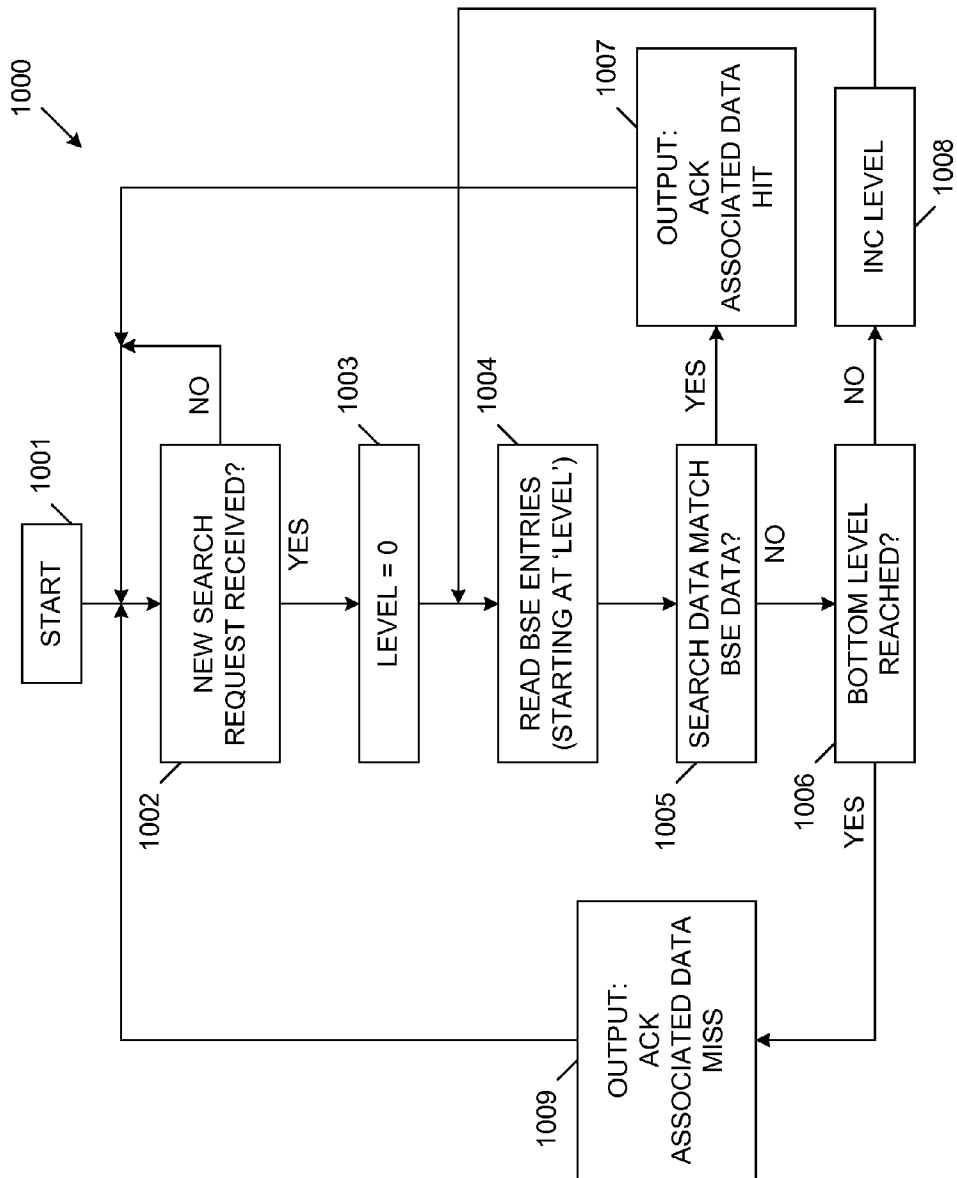 1000
START
1001
NEW SEARCH
REQUEST RECEIVED?
1002
NO
YES
LEVEL = 0
1003
READ BSE ENTRIES
(STARTING AT 'LEVEL')
1004
SEARCH DATA MATCH
BSE DATA?
1005
YES
NO
OUTPUT:
ACK
ASSOCIATED DATA
HIT
1007
BOTTOM LEVEL
REACHED?
1006
YES
NO
INC LEVEL
1008
OUTPUT:
ACK
ASSOCIATED DATA
MISS
1009